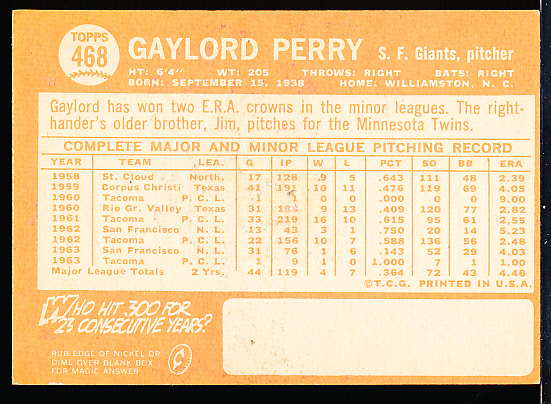 TOPPS
468
GAYLORD PERRY S. F. Giants, pitcher
HT: 6'4" WT: 205 THROWS: RIGHT BATS: RIGHT
BORN: SEPTEMBER 15, 1938 HOME: WILLIAMSTON, N. C.
Gaylord has won two E.R.A. crowns in the minor leagues. The right-
hander's older brother, Jim, pitches for the Minnesota Twins.
COMPLETE MAJOR AND MINOR LEAGUE PITCHING RECORD
YEAR TEAM LEA. G IP W L PCT SO BB ERA
1958 St. Cloud North. 17 128 9 5 .643 111 48 2.39
1959 Corpus Christi Texas 41 191 10 11 .476 119 69 4.05
1960 Tacoma P. C. L. 1 1 0 0 .000 0 0 9.00
1960 Rio Gr. Valley Texas 31 9 13 .409 120 77 2.82
1961 Tacoma P. C. L. 33 219 16 10 .615 95 61 2.55
1962 San Francisco N. L. 13 43 3 1 .750 20 14 5.23
1962 Tacoma P. C. L. 22 156 10 7 .588 136 56 2.48
1963 San Francisco N. L. 31 76 1 6 .143 52 29 4.03
1963 Tacoma P. C. L. 1 9 1 0 1.000 7 1 1.00
Major League Totals 2 Yrs. 44 119 4 7 .364 72 43 4.46
©T.C.G. PRINTED IN U.S.A.
WHO HIT .300 FOR
23 CONSECUTIVE YEARS?
RUB EDGE OF NICKEL OR
DIME OVER BLANK BOX
FOR MAGIC ANSWER